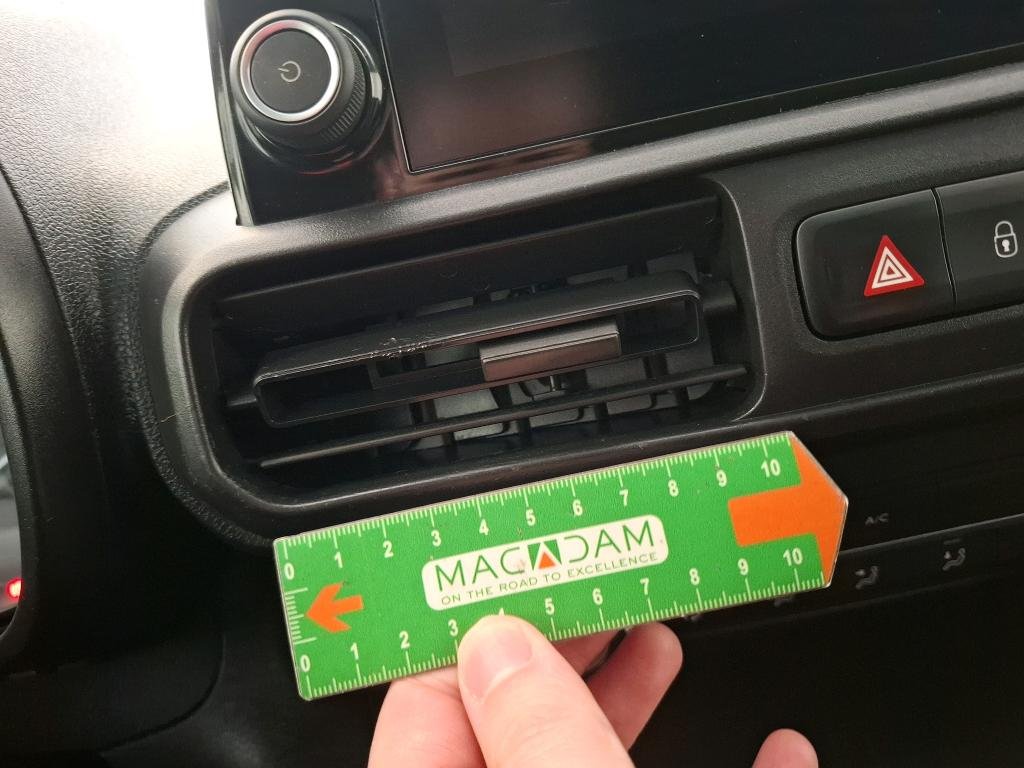 0 1 2 3 4 5 6 7 8 9 10
MACADAM
ON THE ROAD TO EXCELLENCE
0 1 2 3 4 5 6 7 8 9 10
A/C